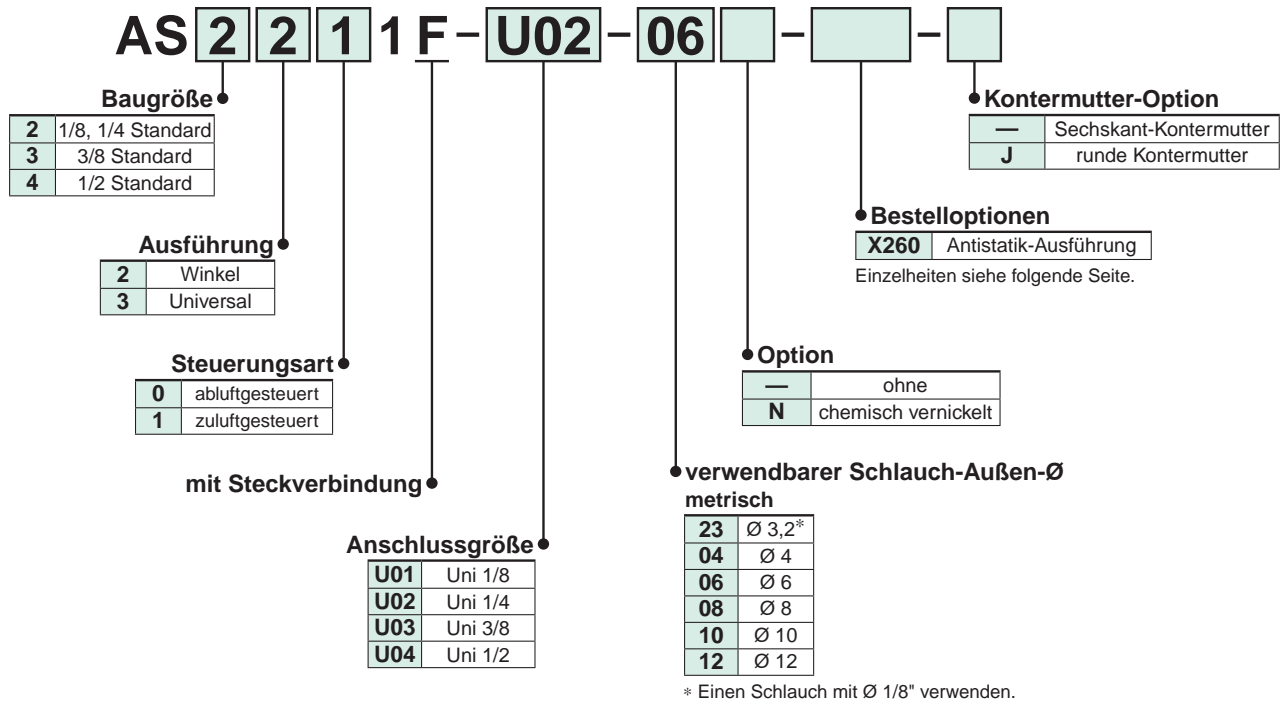 AS 2 2 1 1 F – U02 – 06 – –
Baugröße
2 1/8, 1/4 Standard
3 3/8 Standard
4 1/2 Standard
Ausführung
2 Winkel
3 Universal
Steuerungsart
0 abluftgesteuert
1 zuluftgesteuert
mit Steckverbindung
Anschlussgröße
U01 Uni 1/8
U02 Uni 1/4
U03 Uni 3/8
U04 Uni 1/2
Kontermutter-Option
— Sechskant-Kontermutter
J runde Kontermutter
Bestelloptionen
X260 Antistatik-Ausführung
Einzelheiten siehe folgende Seite.
Option
— ohne
N chemisch vernickelt
verwendbarer Schlauch-Außen-Ø
metrisch
23 Ø 3,2*
04 Ø 4
06 Ø 6
08 Ø 8
10 Ø 10
12 Ø 12
* Einen Schlauch mit Ø 1/8" verwenden.